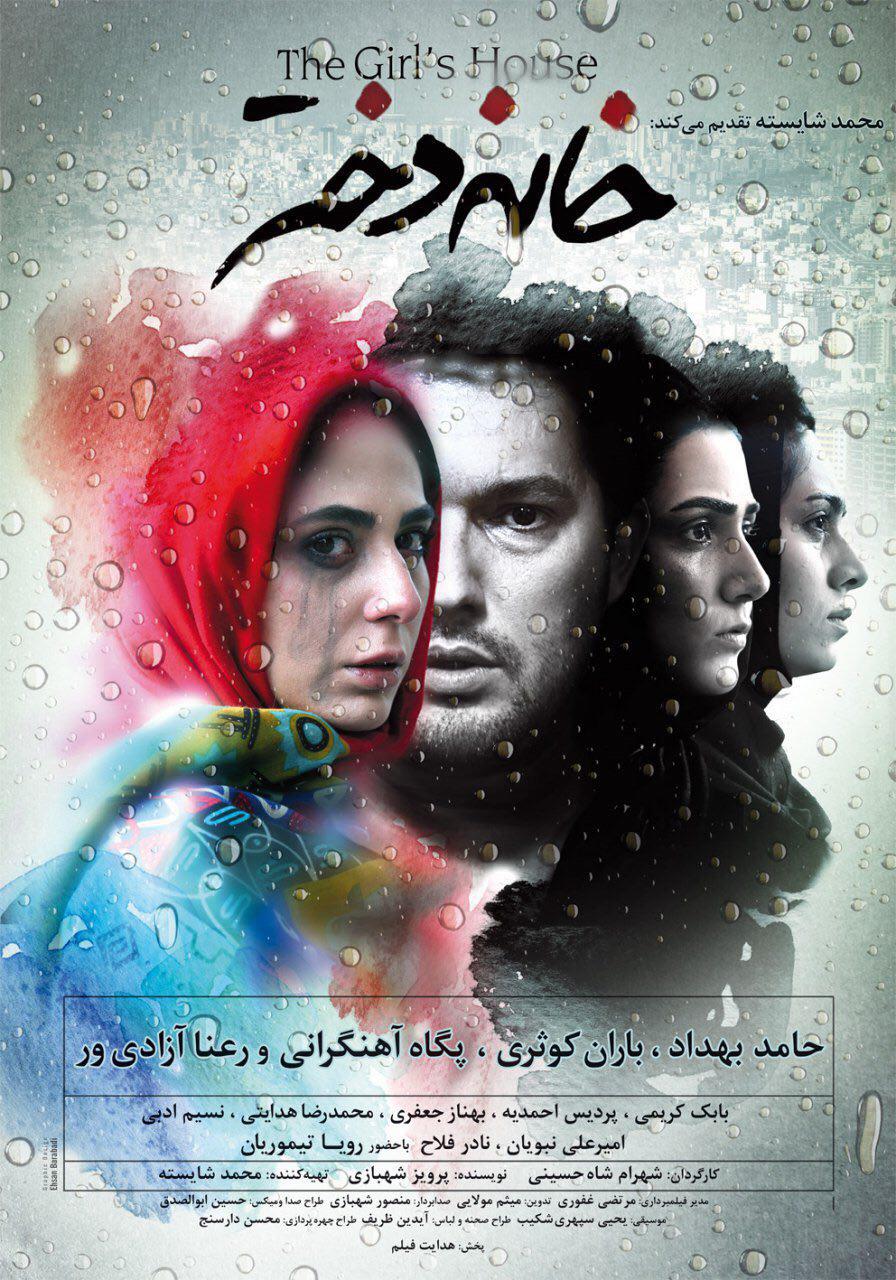 The Girl's House
محمد شایسته تقدیم می‌کند:
خانه دختر
حامد بهداد ، باران کوثری ، پگاه آهنگرانی و رعنا آزادی ور
بابک کریمی ، پردیس احمدیه ، بهناز جعفری ، محمدرضا هدایتی ، نسیم ادبی
امیرعلی نبویان ، نادر فلاح باحضور رویا تیموریان
کارگردان: شهرام شاه حسینی نویسنده: پرویز شهبازی تهیه‌کننده: محمد شایسته
مدیر فیلمبرداری: مرتضی غفوری تدوین: میثم مولایی صدابردار: منصور شهبازی طراح صدا ومیکس: حسین ابوالصدق
موسیقی: یحیی سپهری شکیب طراح صحنه و لباس: آیدین ظریف طراح چهره پردازی: محسن دارسنج
پخش: هدایت فیلم
Graphic Design
Ehsan Barabadi